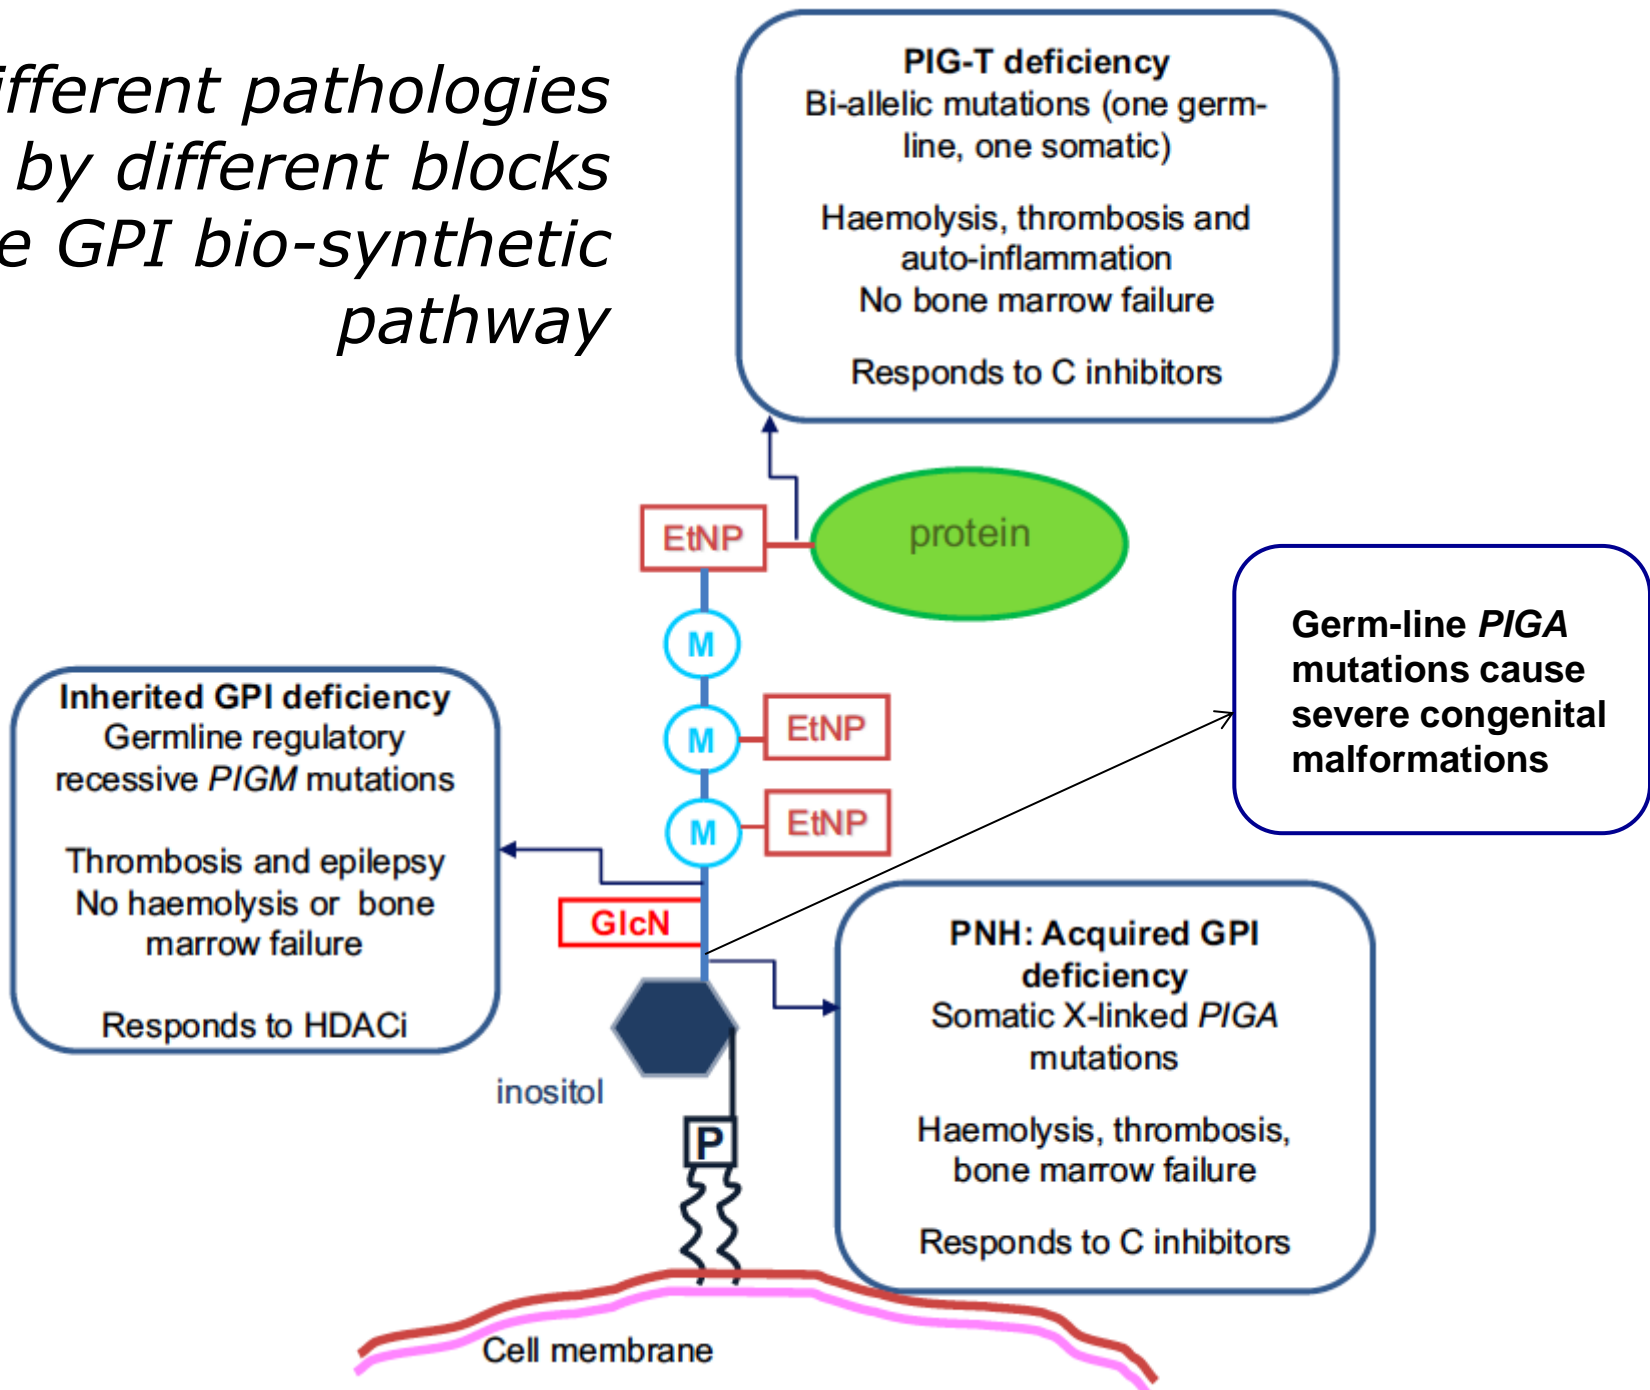 pathologies
by different blocks
GPI bio-synthetic
pathway
PIG-T deficiency
Bi-allelic mutations (one germ-
line, one somatic)
Haemolysis, thrombosis and
auto-inflammation
No bone marrow failure
Responds to C inhibitors
EtNP
protein
M
M
EtNP
M
EtNP
GlcN
inositol
P
Cell membrane
Germ-line PIGA
mutations cause
severe congenital
malformations
Inherited GPI deficiency
Germline regulatory
recessive PIGM mutations
Thrombosis and epilepsy
No haemolysis or bone
marrow failure
Responds to HDACi
PNH: Acquired GPI
deficiency
Somatic X-linked PIGA
mutations
Haemolysis, thrombosis,
bone marrow failure
Responds to C inhibitors